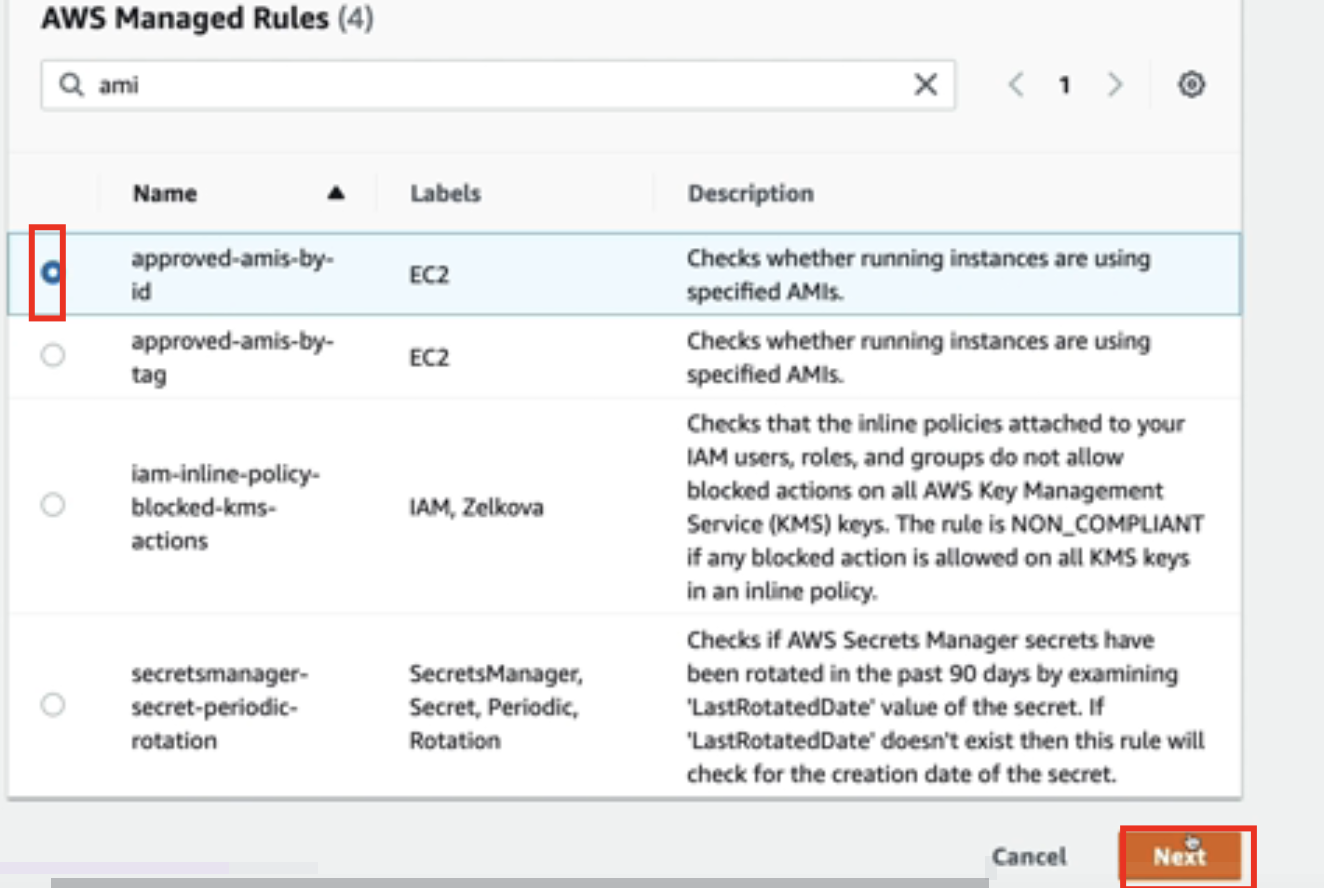 AWS Managed Rules (4)
ami
1
Name
Labels
Description
approved-amis-by-
id
EC2
Checks whether running instances are using
specified AMIs.
approved-amis-by-
tag
EC2
Checks whether running instances are using
specified AMIs.
iam-inline-policy-
blocked-kms-
actions
IAM, Zelkova
Checks that the inline policies attached to your
IAM users, roles, and groups do not allow
blocked actions on all AWS Key Management
Service (KMS) keys. The rule is NON_COMPLIANT
if any blocked action is allowed on all KMS keys
in an inline policy.
secretsmanager-
secret-periodic-
rotation
SecretsManager,
Secret, Periodic,
Rotation
Checks if AWS Secrets Manager secrets have
been rotated in the past 90 days by examining
'LastRotatedDate' value of the secret. If
'LastRotatedDate' doesn't exist then this rule will
check for the creation date of the secret.
Cancel
Next